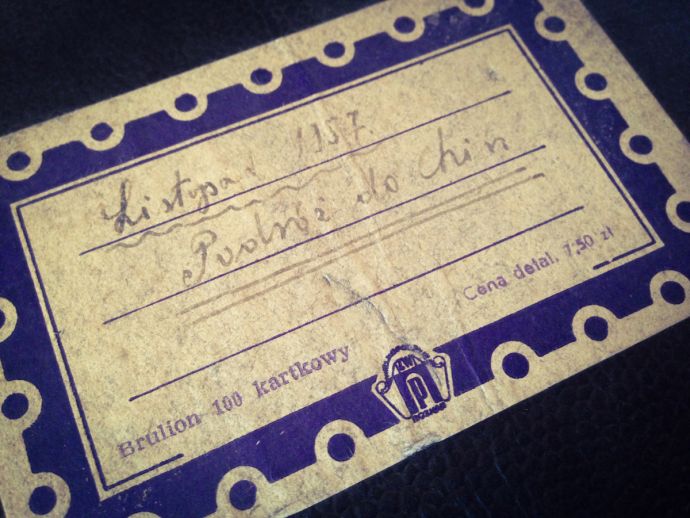 Listopad 1957.
Podróż do Chin
Cena detal. 7,50 zł
Brulion 100 kartkowy